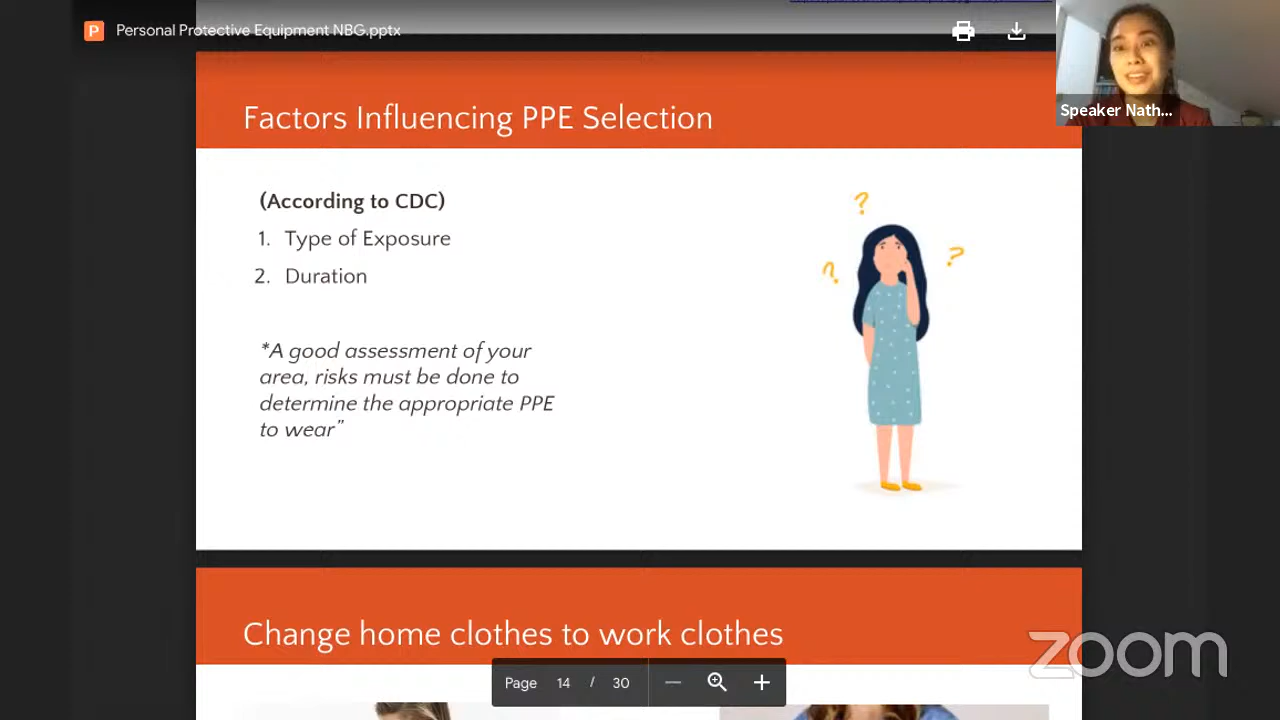 P Personal Protective Equipment NBG.pptx
Speaker Nath...
Factors Influencing PPE Selection
(According to CDC)
1. Type of Exposure
2. Duration
*A good assessment of your
area, risks must be done to
determine the appropriate PPE
to wear”
? ? ?
Change home clothes to work clothes
zoom
Page 14 / 30